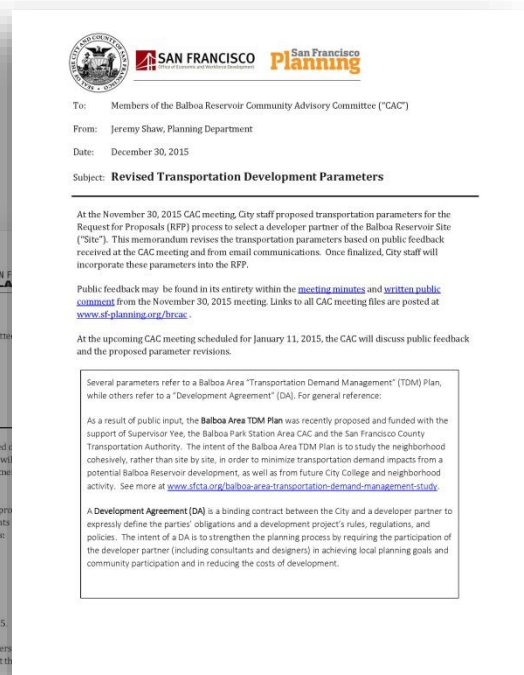 SAN FRANCISCO
Office of Economic and Workforce Development
San Francisco
Planning
To: Members of the Balboa Reservoir Community Advisory Committee ("CAC")
From: Jeremy Shaw, Planning Department
Date: December 30, 2015
Subject: Revised Transportation Development Parameters
At the November 30, 2015 CAC meeting, City staff proposed transportation parameters for the
Request for Proposals (RFP) process to select a developer partner of the Balboa Reservoir Site
("Site"). This memorandum revises the transportation parameters based on public feedback
received at the CAC meeting and from email communications. Once finalized, City staff will
incorporate these parameters into the RFP.
Public feedback may be found in its entirety within the meeting minutes and written public
comment from the November 30, 2015 meeting. Links to all CAC meeting files are posted at
www.sf-planning.org/brcac .
At the upcoming CAC meeting scheduled for January 11, 2015, the CAC will discuss public feedback
and the proposed parameter revisions.
Several parameters refer to a Balboa Area "Transportation Demand Management" (TDM) Plan,
while others refer to a "Development Agreement" (DA). For general reference:
As a result of public input, the Balboa Area TDM Plan was recently proposed and funded with the
support of Supervisor Yee, the Balboa Park Station Area CAC and the San Francisco County
Transportation Authority. The intent of the Balboa Area TDM Plan is to study the neighborhood
cohesively, rather than site by site, in order to minimize transportation demand impacts from a
potential Balboa Reservoir development, as well as from future City College and neighborhood
activity. See more at www.sfcta.org/balboa-area-transportation-demand-management-study.
A Development Agreement (DA) is a binding contract between the City and a developer partner to
expressly define the parties' obligations and a development project's rules, regulations, and
policies. The intent of a DA is to strengthen the planning process by requiring the participation of
the developer partner (including consultants and designers) in achieving local planning goals and
community participation and in reducing the costs of development.